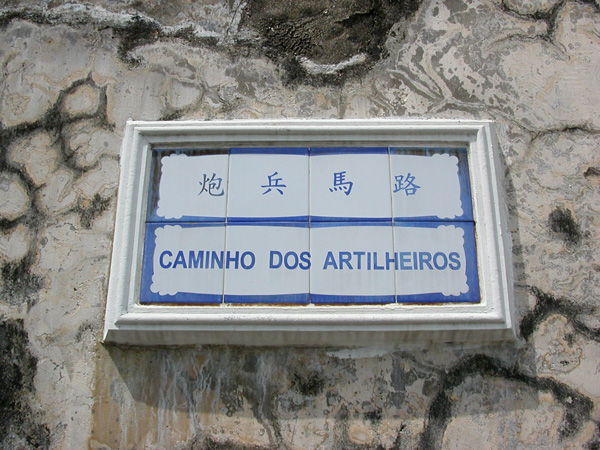 炮兵馬路
CAMINHO DOS ARTILHEIROS